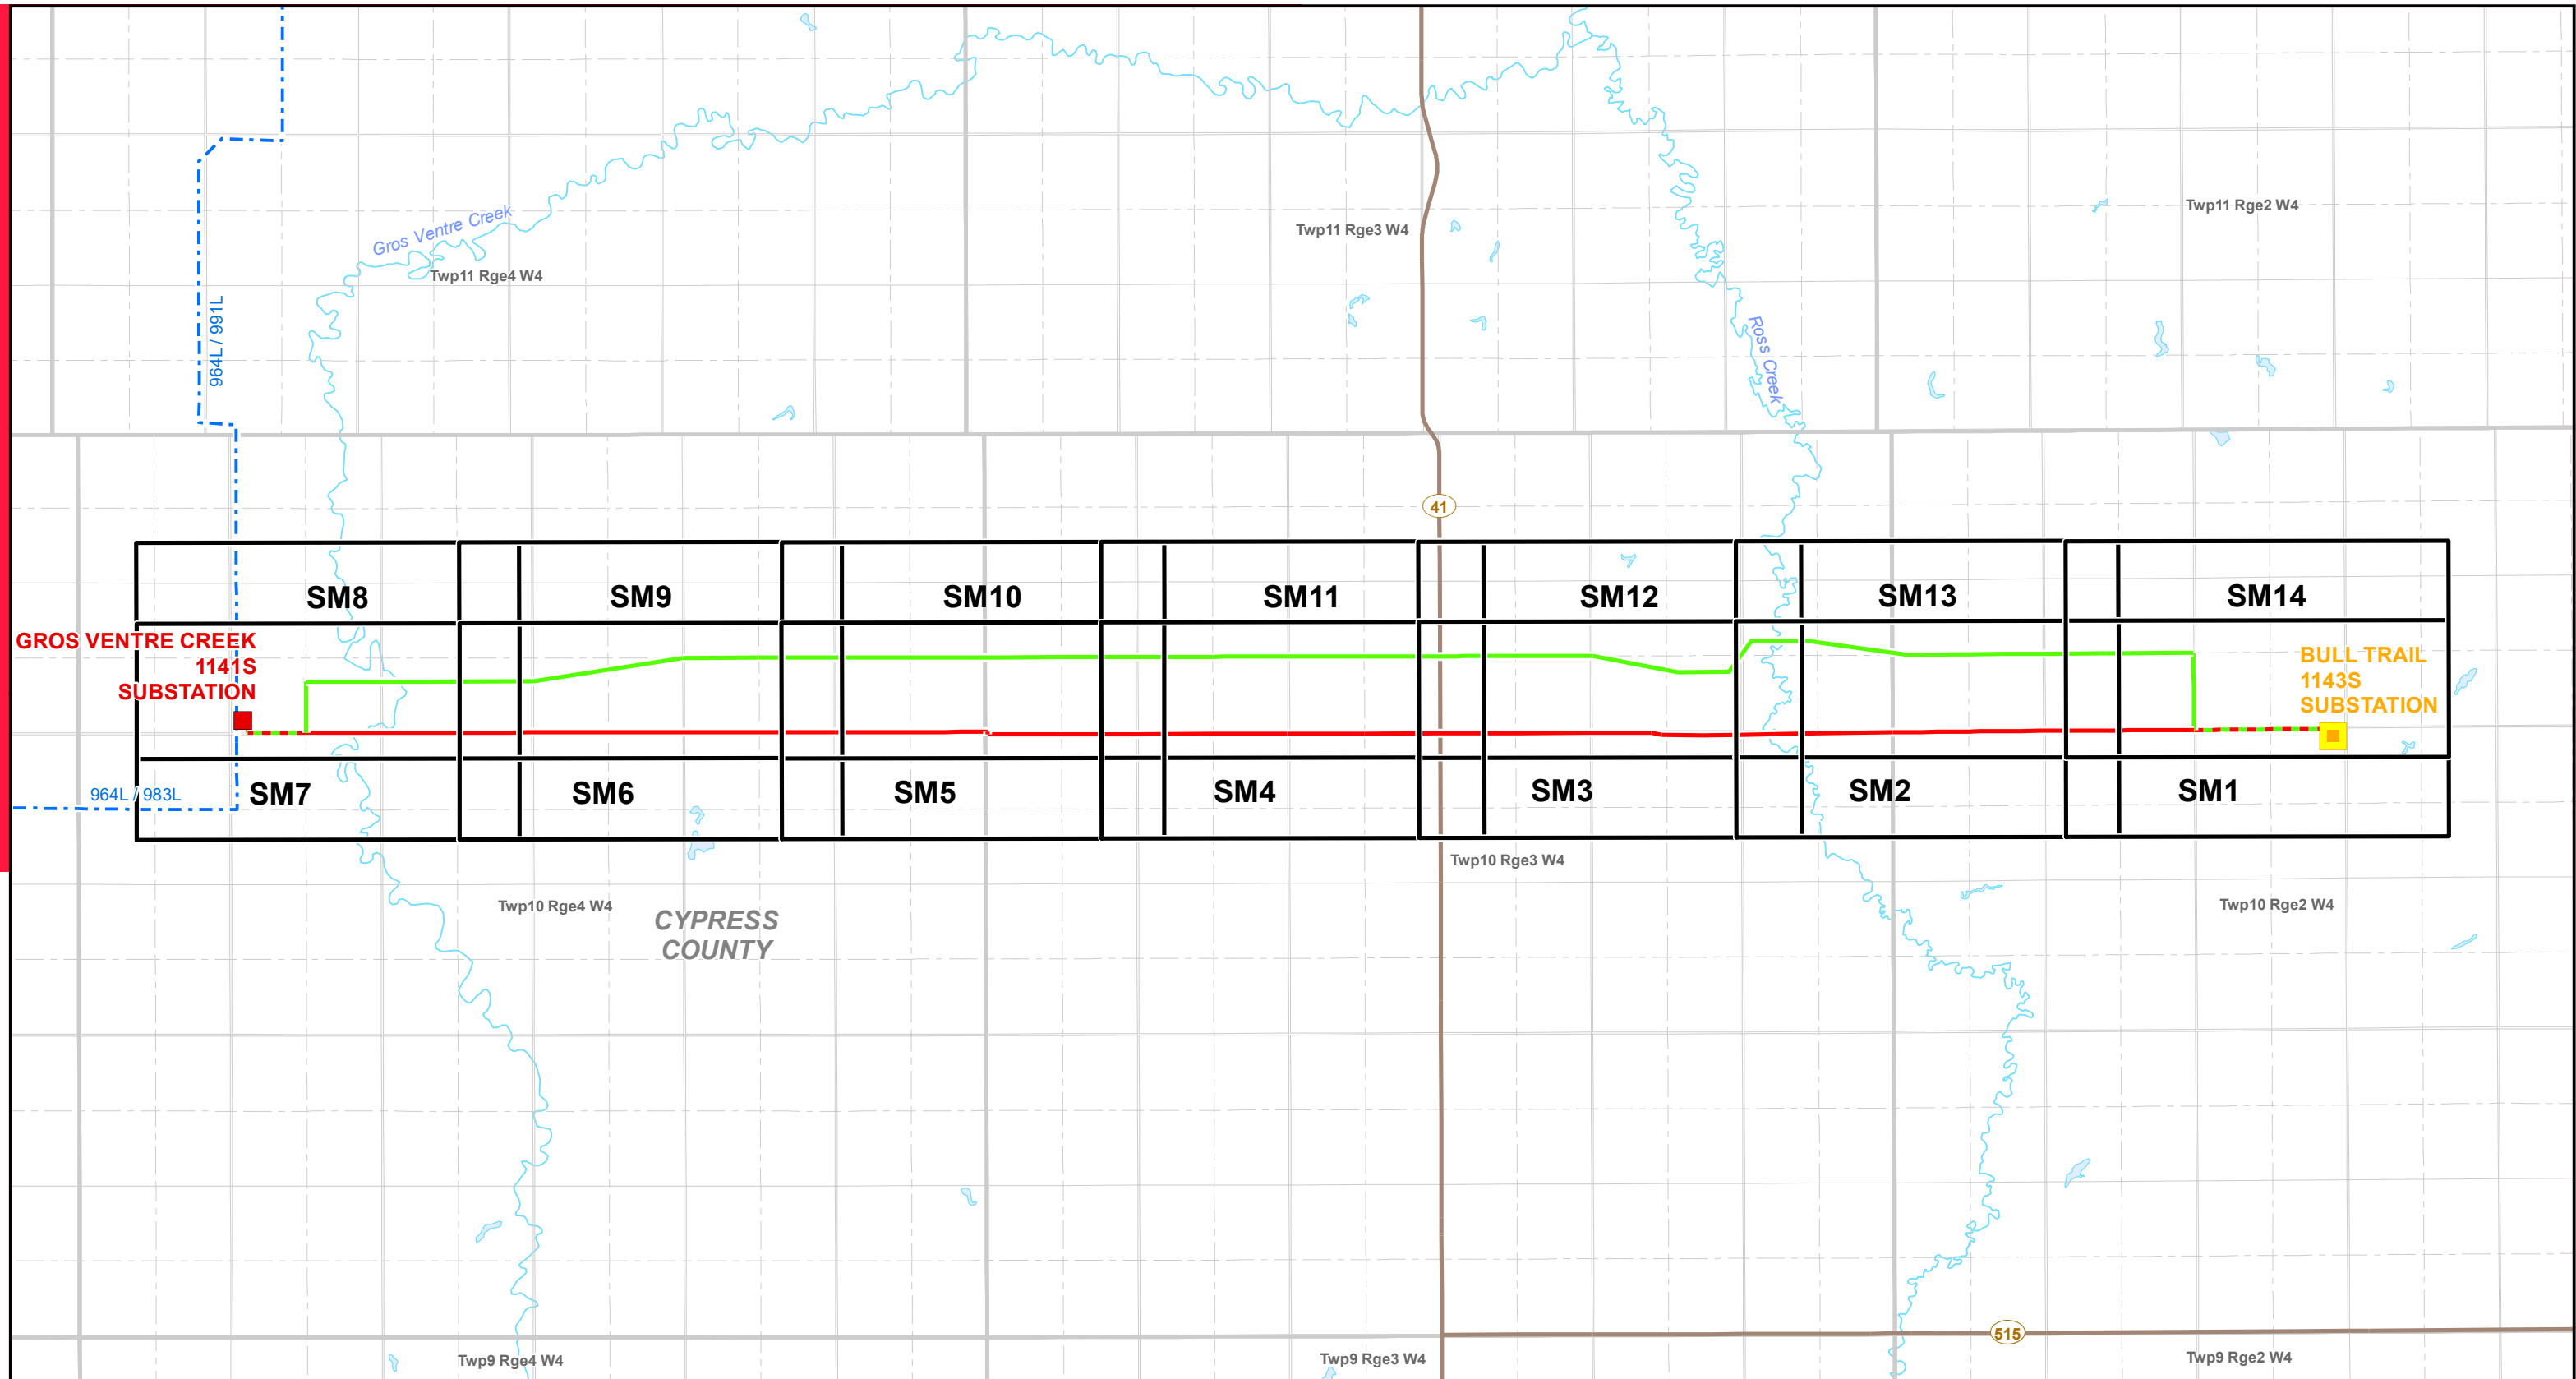 Twp11 Rge2 W4
Gros Ventre Creek
Twp11 Rge3 W4
Twp11 Rge4 W4
964L / 991L
Ross Creek
41
SM8
SM9
SM10
SM11
SM12
SM13
SM14
GROS VENTRE CREEK
1141S
SUBSTATION
BULL TRAIL
1143S
SUBSTATION
964L / 983L
SM7
SM6
SM5
SM4
SM3
SM2
SM1
Twp10 Rge3 W4
Twp10 Rge4 W4
Twp10 Rge2 W4
CYPRESS
COUNTY
515
Twp9 Rge4 W4
Twp9 Rge3 W4
Twp9 Rge2 W4